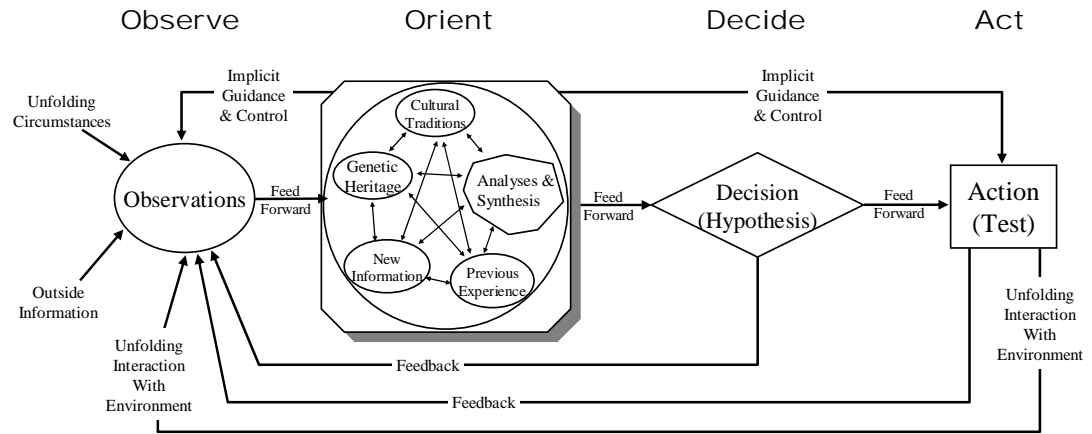 Observe
Orient
Decide
Act
Implicit
Guidance
& Control
Implicit
Guidance
& Control
Unfolding
Circumstances
Cultural
Traditions
Genetic
Heritage
Analyses &
Synthesis
Observations
Feed
Forward
Feed
Forward
Decision
(Hypothesis)
Feed
Forward
Action
(Test)
New
Information
Previous
Experience
Outside
Information
Unfolding
Interaction
With
Environment
Unfolding
Interaction
With
Environment
Feedback
Feedback